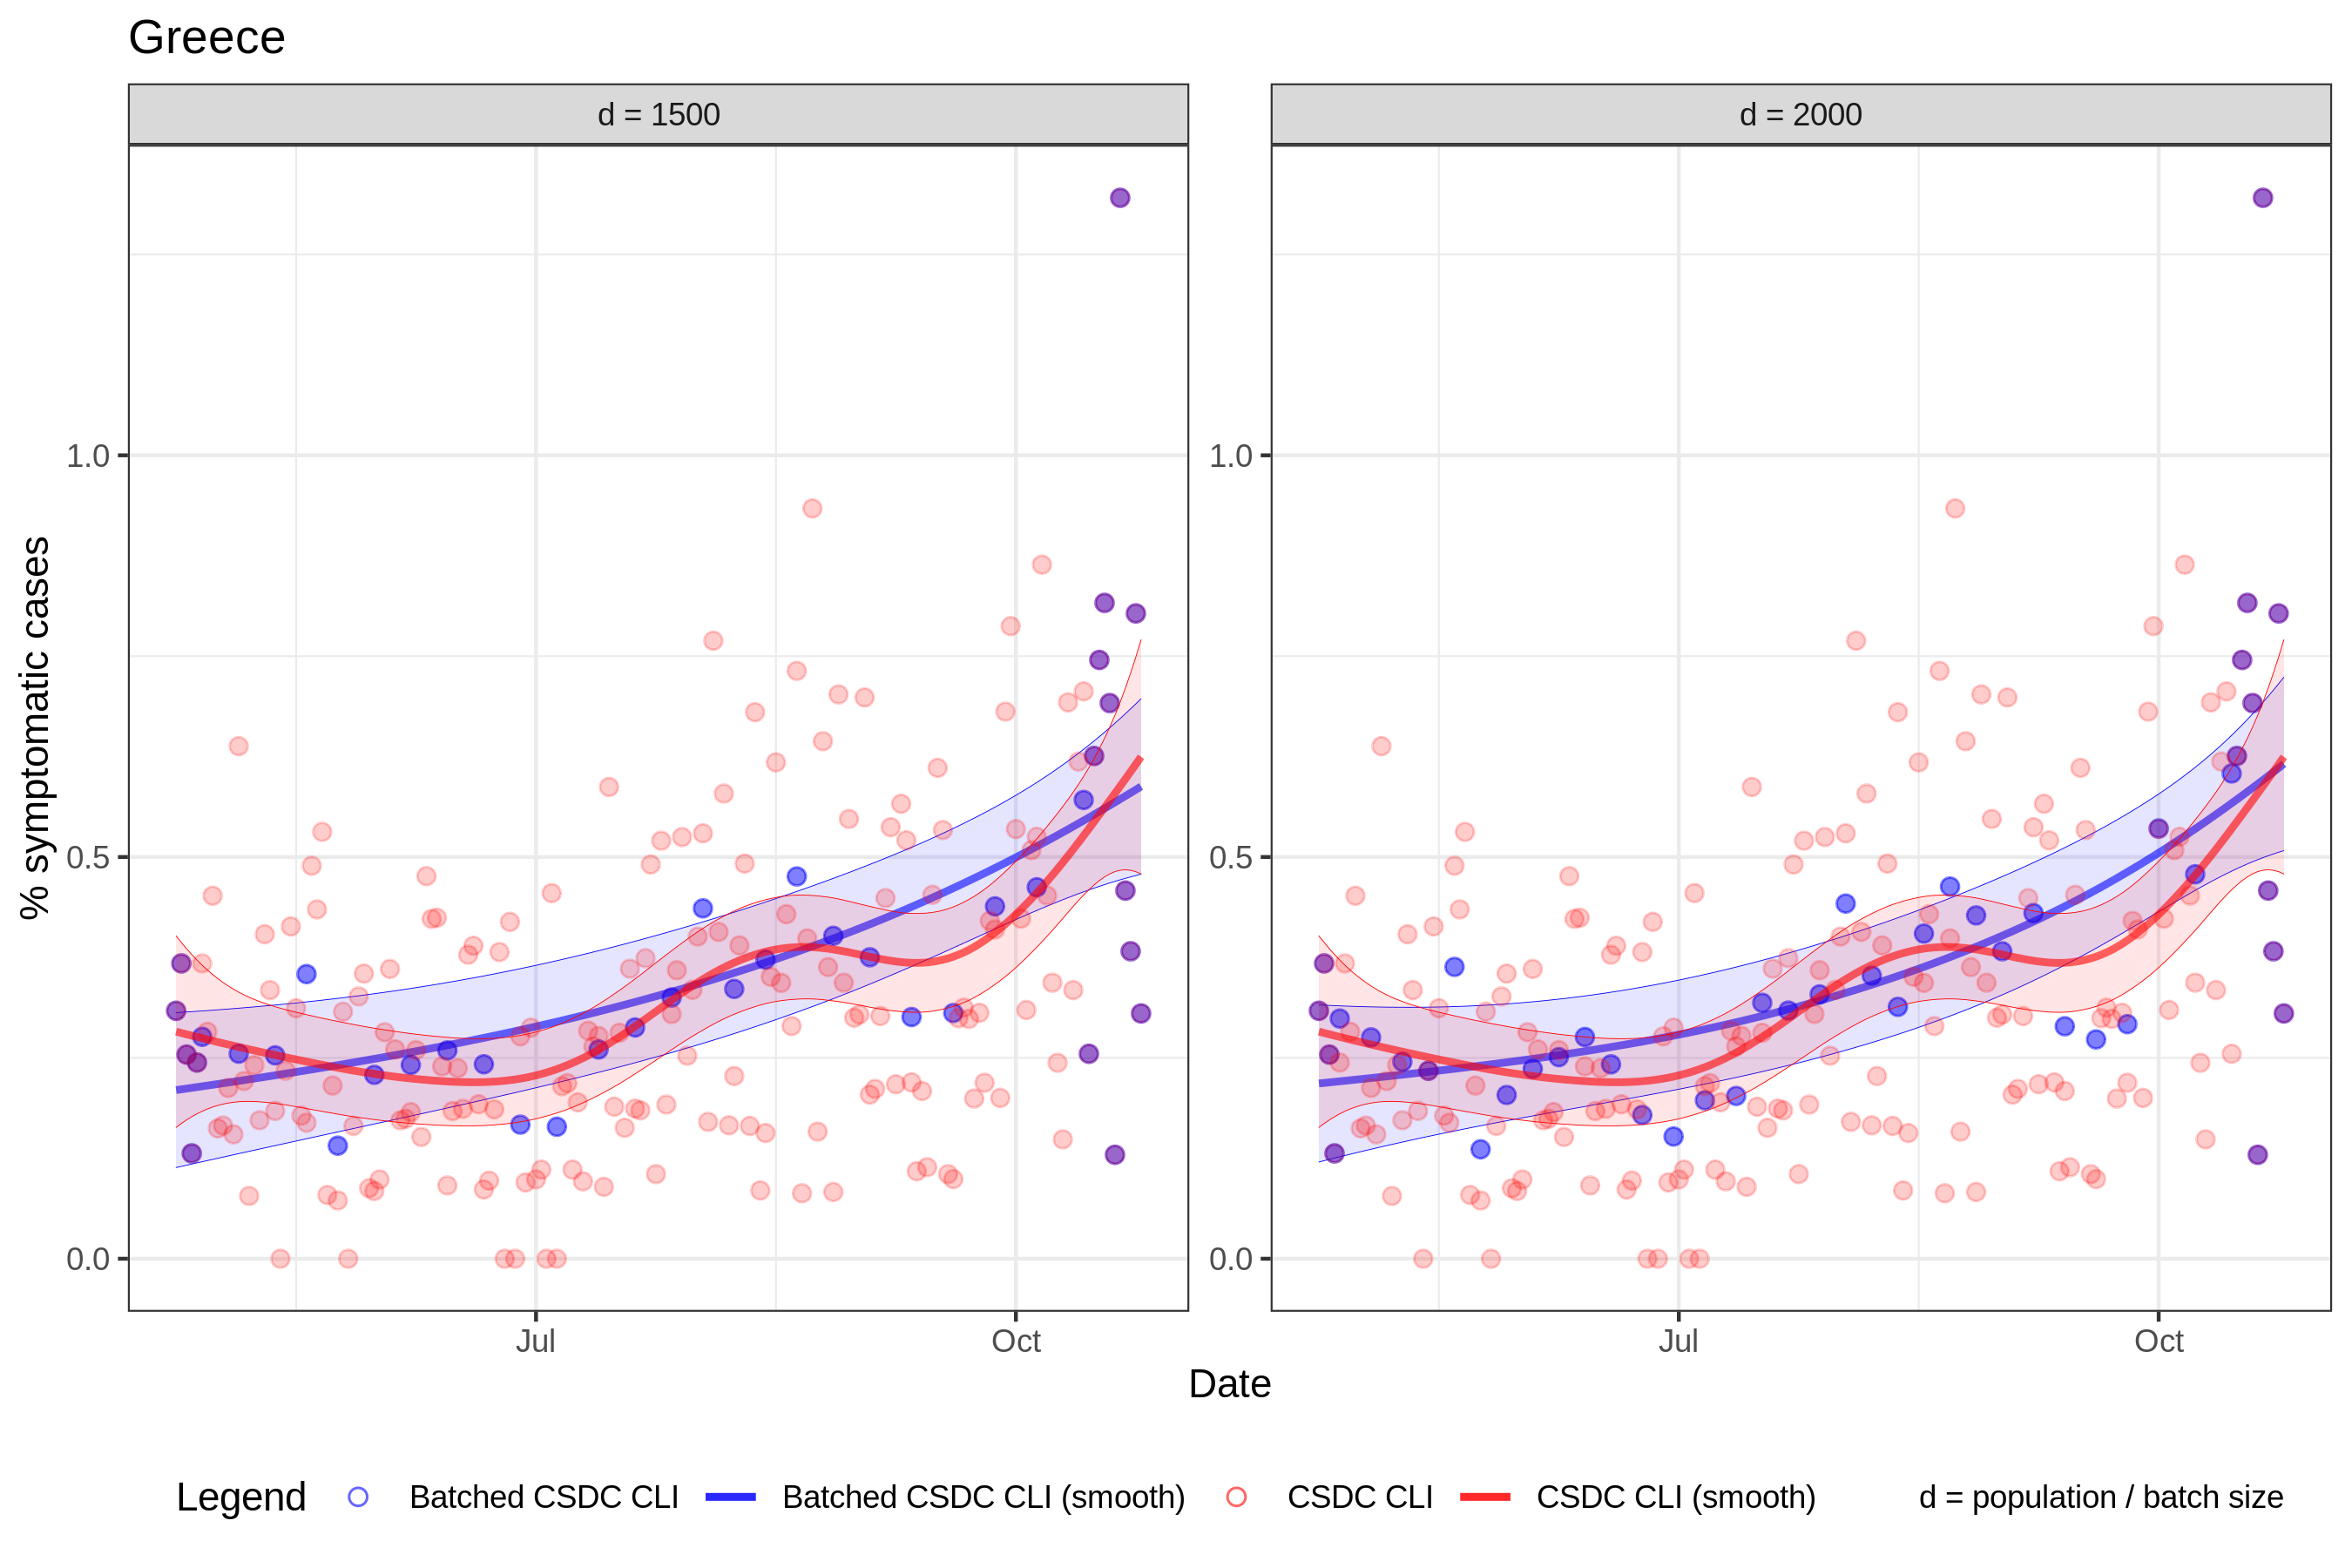 Greece
d = 1500
d = 2000
% symptomatic cases
1.0
0.5
0.0
1.0
0.5
0.0
Jul
Oct
Jul
Oct
Date
Legend
Batched CSDC CLI
Batched CSDC CLI (smooth)
CSDC CLI
CSDC CLI (smooth)
d = population / batch size